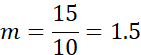 m = 15/10 = 1.5